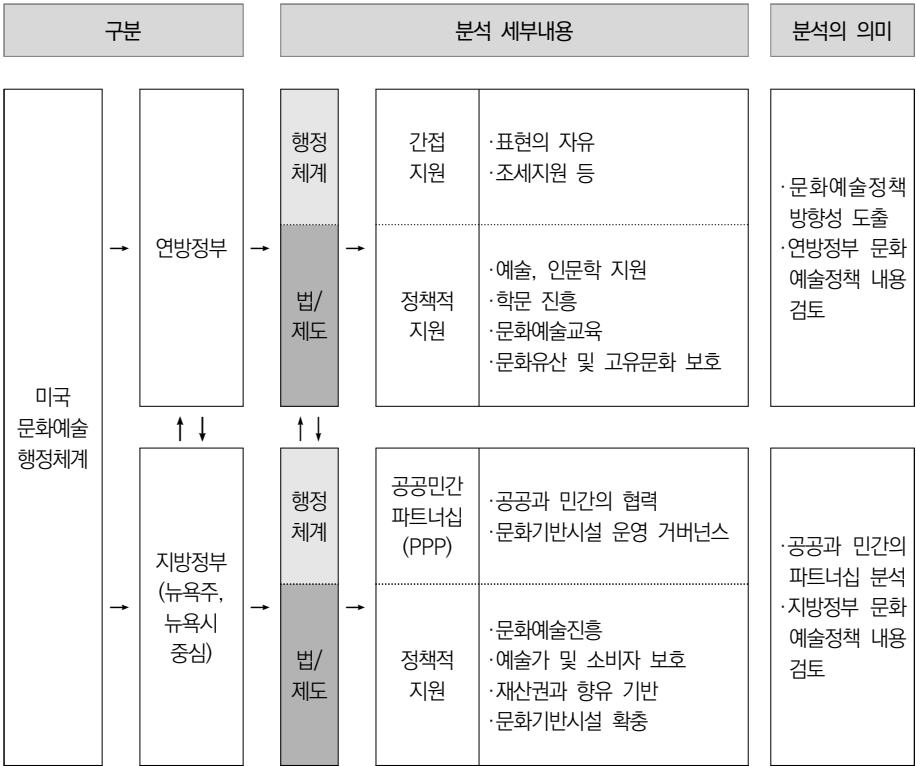 구분
분석 세부내용
분석의 의미
미국
문화예술
행정체계
→
연방정부
→
행정
체계
법/
제도
→
간접
지원
·표현의 자유
·조세지원 등
정책적
지원
·예술, 인문학 지원
·학문 진흥
·문화예술교육
·문화유산 및 고유문화 보호
·문화예술정책
방향성 도출
·연방정부 문화
예술정책 내용
검토
↑↓
↑↓
→
지방정부
(뉴욕주,
뉴욕시
중심)
→
행정
체계
법/
제도
→
공공민간
파트너십
(PPP)
·공공과 민간의 협력
·문화기반시설 운영 거버넌스
정책적
지원
·문화예술진흥
·예술가 및 소비자 보호
·재산권과 향유 기반
·문화기반시설 확충
·공공과 민간의
파트너십 분석
·지방정부 문화
예술정책 내용
검토